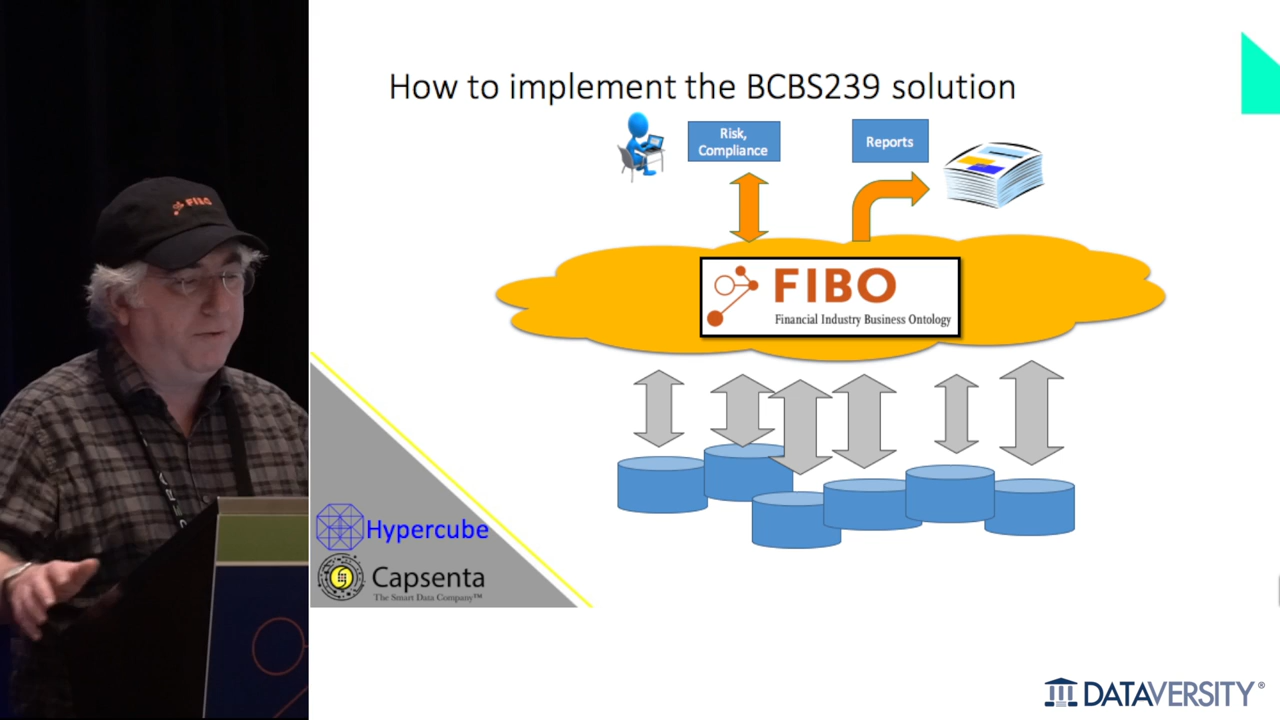 How to implement the BCBS239 solution
Risk,
Compliance
Reports
FIBO
FIBO
Financial Industry Business Ontology
Hypercube
Capsenta
The Smart Data Company™
DATAVERSITY®